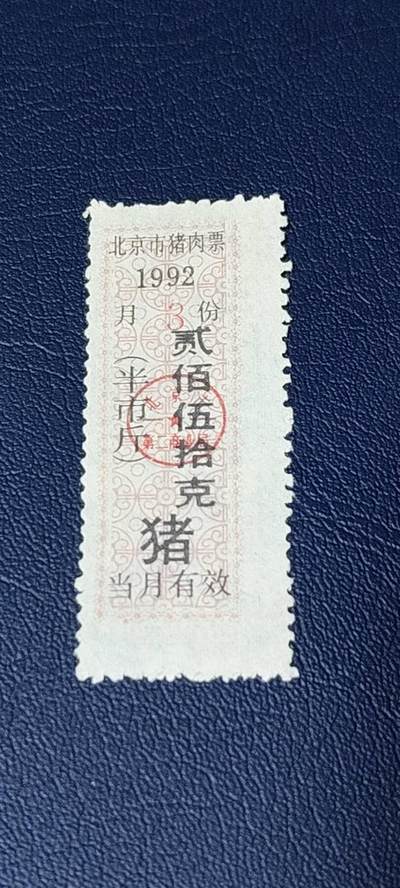 北京市猪肉票
1992
3月份
贰佰伍拾克
(半市斤)
猪
当月有效